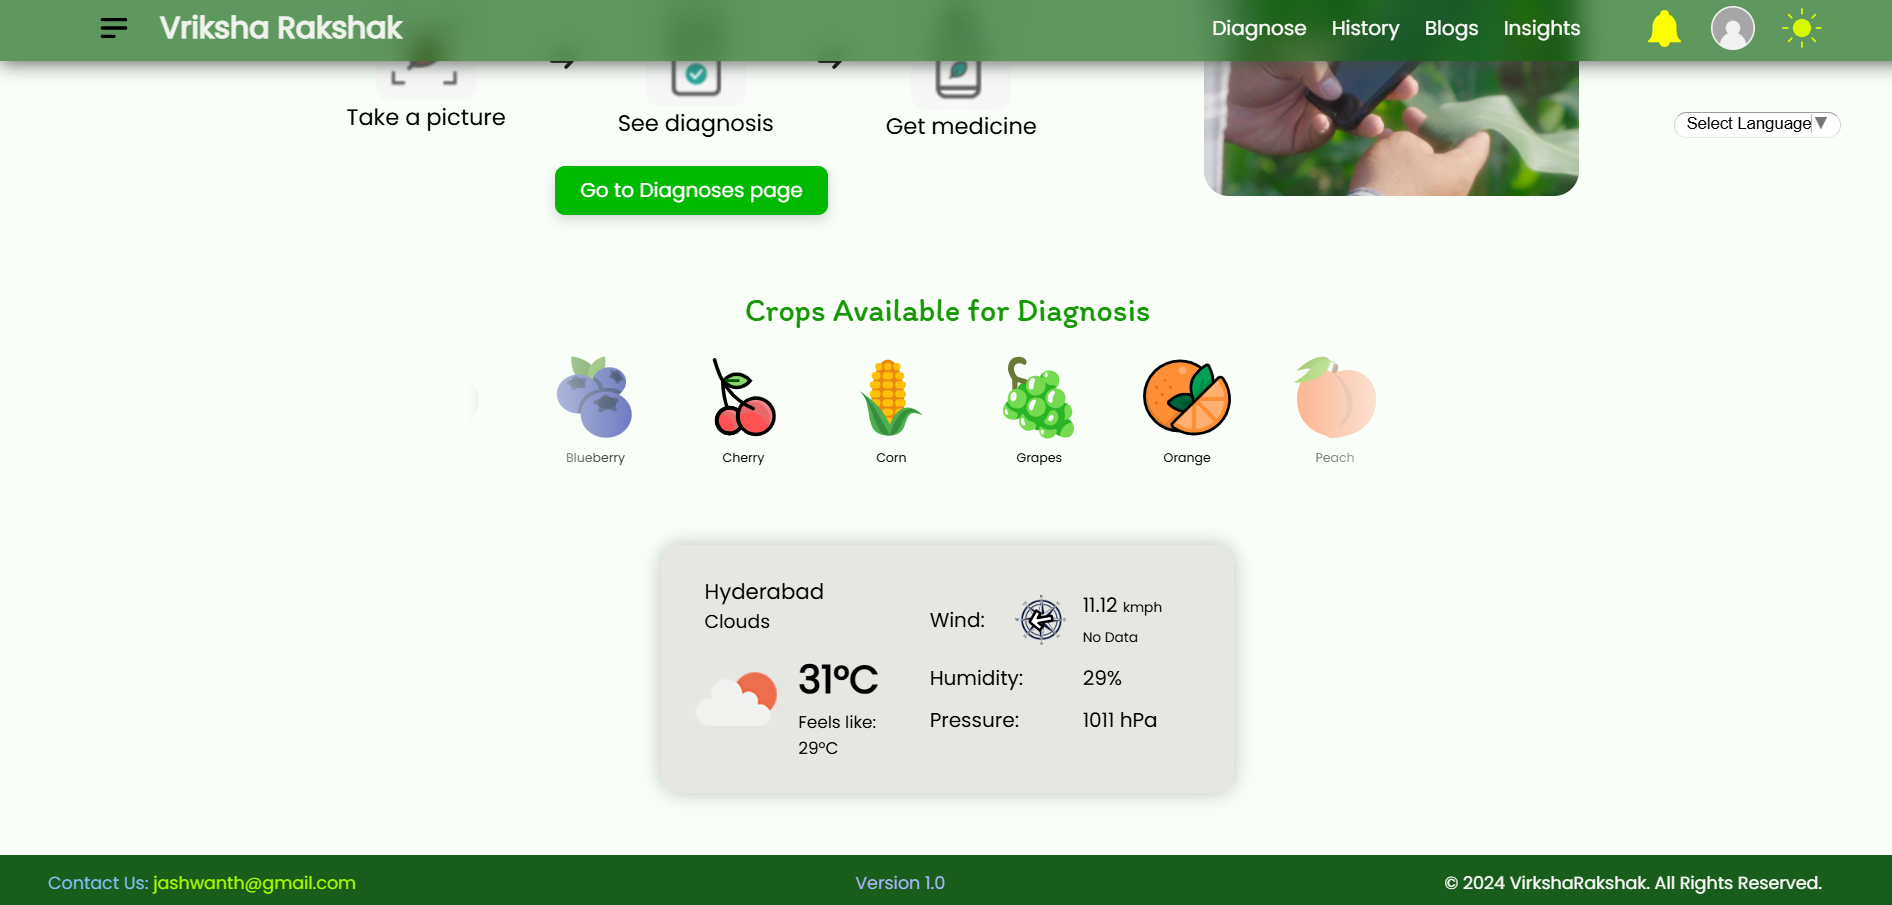 Vriksha Rakshak
Diagnose History Blogs Insights
Take a picture
See diagnosis
Get medicine
Select Language▼
Go to Diagnoses page
Crops Available for Diagnosis
Blueberry
Cherry
Corn
Grapes
Orange
Peach
Hyderabad
Clouds
31°C
Feels like:
29°C
Wind:
11.12 kmph
No Data
Humidity: 29%
Pressure: 1011 hPa
Contact Us: jashwanth@gmail.com
Version 1.0
© 2024 VirkshaRakshak. All Rights Reserved.